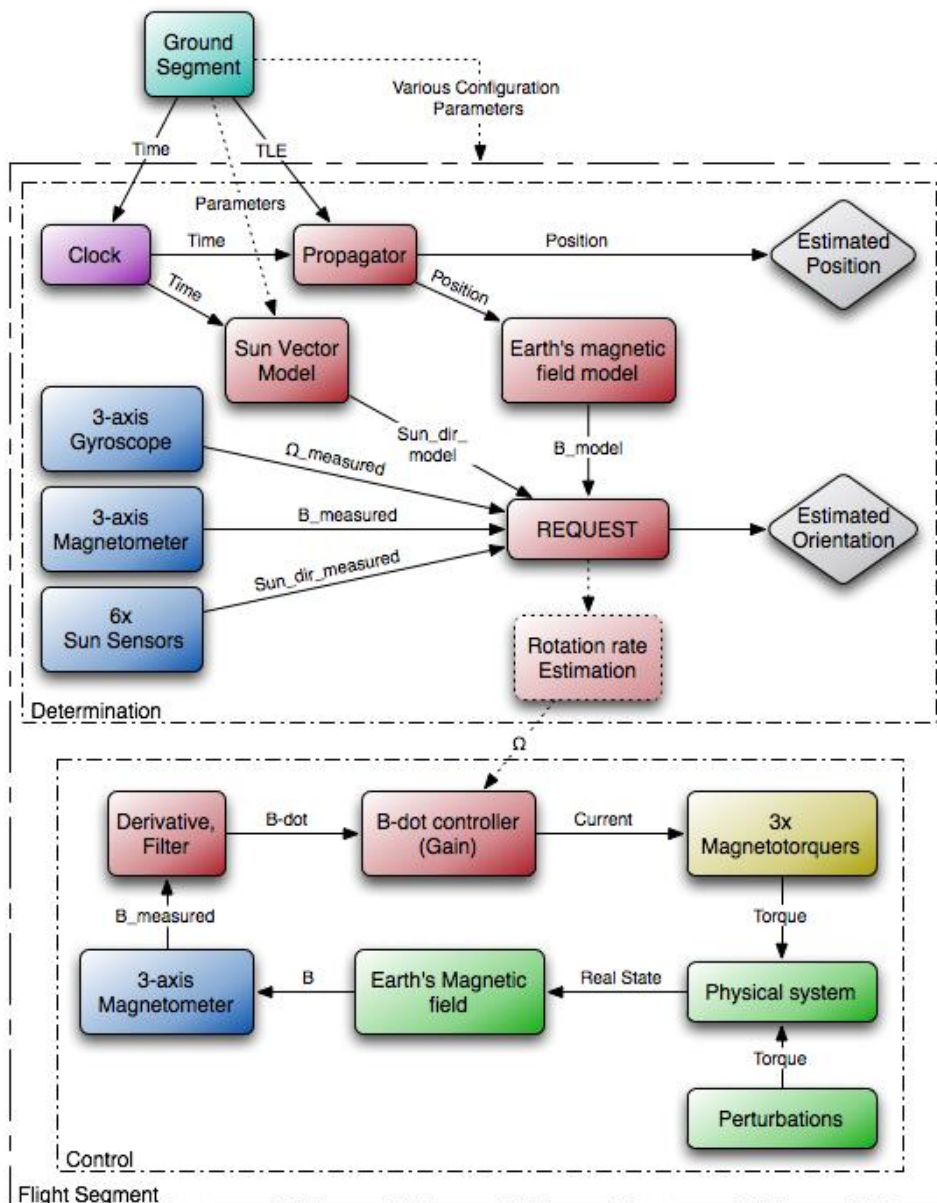 Ground
Segment
Various Configuration
Parameters
Time
TLE
Parameters
Clock
Time
Propagator
Position
Estimated
Position
Time
Position
Sun Vector
Model
Earth's magnetic
field model
3-axis
Gyroscope
Sun_dir_
model
Ω_measured
B_model
3-axis
Magnetometer
B_measured
REQUEST
Estimated
Orientation
Sun_dir_measured
6x
Sun Sensors
Rotation rate
Estimation
Determination
Ω
Derivative,
Filter
B-dot
B-dot controller
(Gain)
Current
3x
Magnetotorquers
B_measured
Torque
3-axis
Magnetometer
B
Earth's Magnetic
field
Real State
Physical system
Torque
Perturbations
Control
Flight Segment